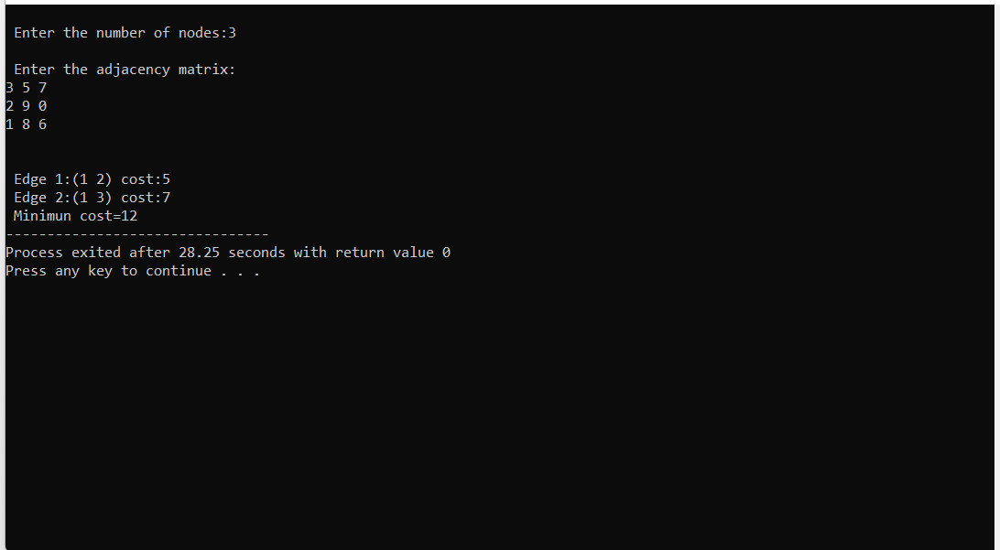 Enter the number of nodes:3
Enter the adjacency matrix:
3 5 7
2 9 0
1 8 6
Edge 1:(1 2) cost:5
Edge 2:(1 3) cost:7
Minimun cost=12
--------------------------------
Process exited after 28.25 seconds with return value 0
Press any key to continue . . .